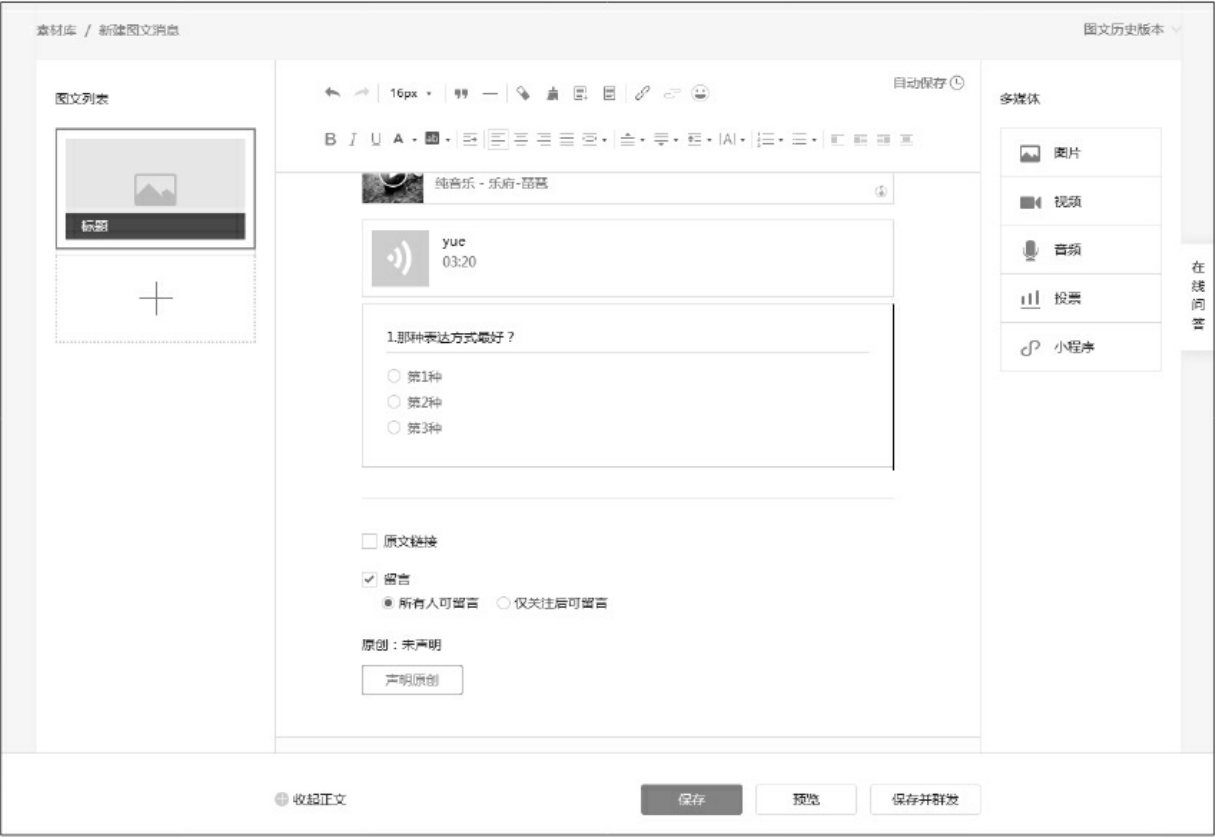 素材库 / 新建图文消息
图文历史版本
图文列表
标题
自动保存
16px
B I U A ab
|A|
纯音乐 - 乐府-琵琶
yue
03:20
1.那种表达方式最好？
第1种
第2种
第3种
原文链接
留言
所有人可留言 仅关注后可留言
原创：未声明
声明原创
多媒体
图片
视频
音频
投票
小程序
在线问答
收起正文
保存
预览
保存并群发